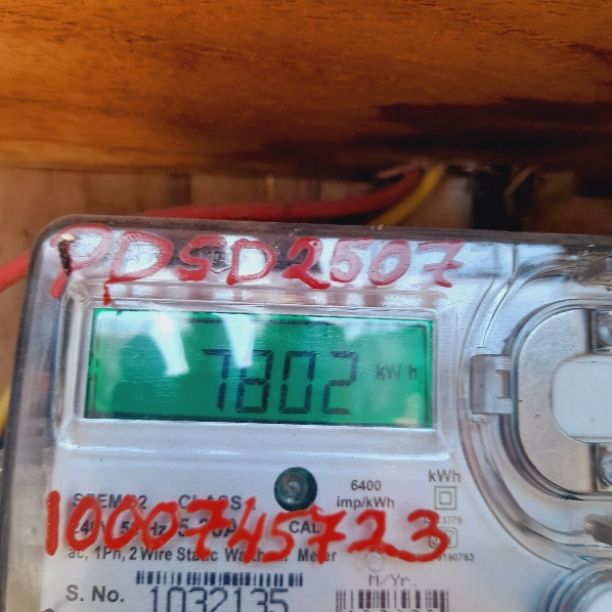 PDSD2507
7802 kWh
6400
imp/kWh
kWh
CLASS
1000745723
CAL
ac, 1Ph, 2 Wire Static Watthour Meter
M/Yr.
S. No. 1032135